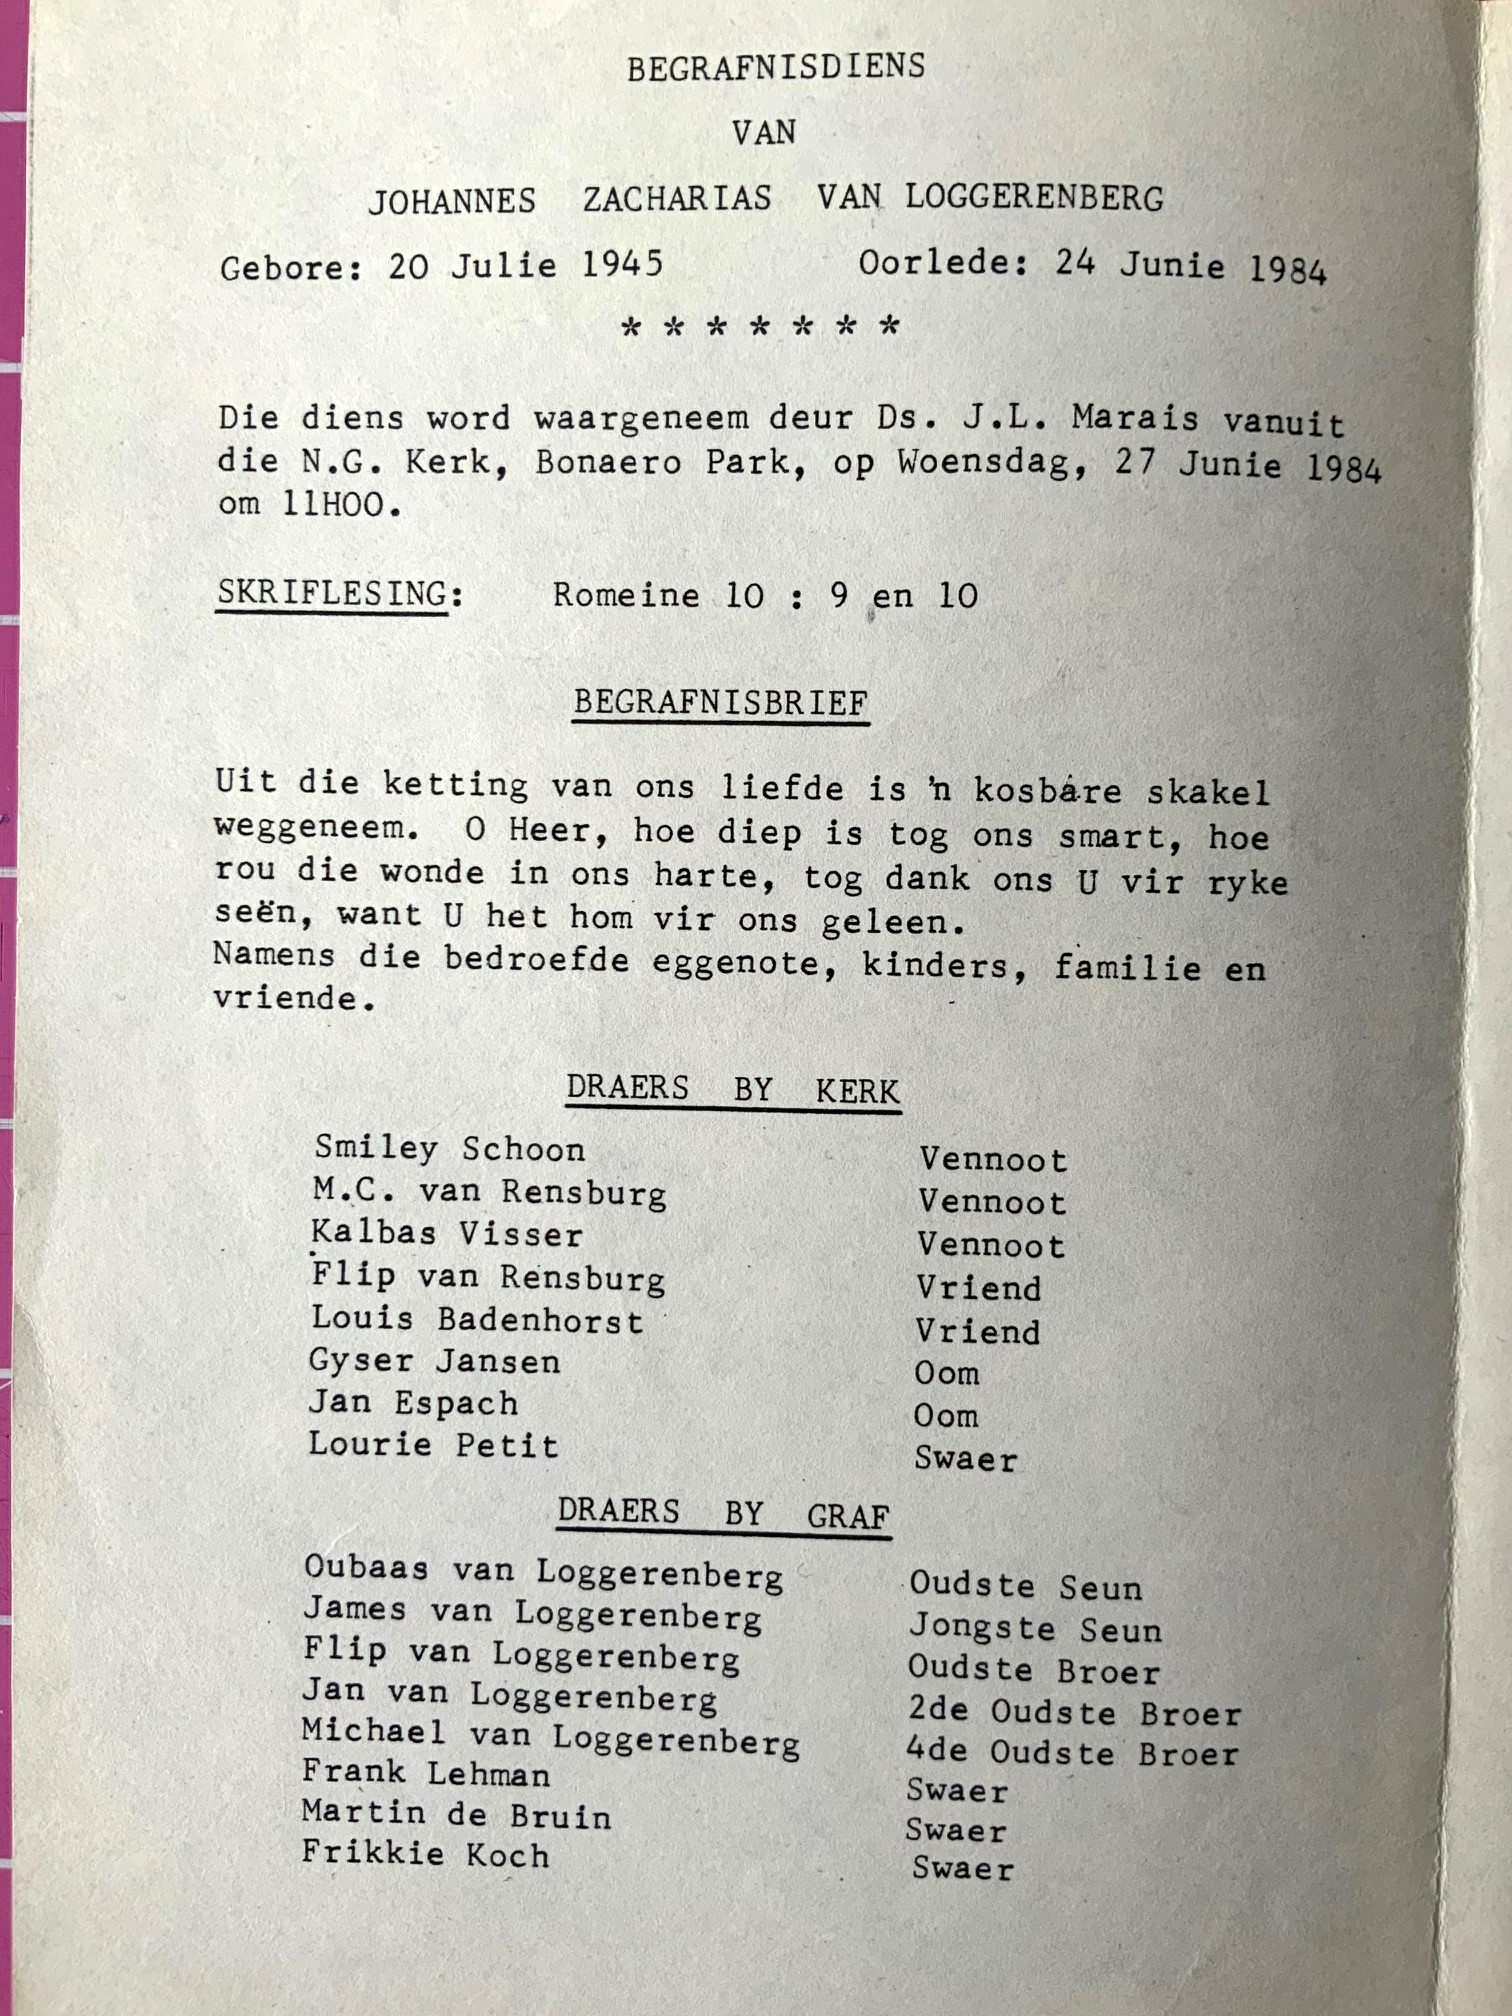 BEGRAFNISDIENS
VAN
JOHANNES ZACHARIAS VAN LOGGERENBERG
Gebore: 20 Julie 1945 Oorlede: 24 Junie 1984
* * * * * * *
Die diens word waargeneem deur Ds. J.L. Marais vanuit
die N.G. Kerk, Bonaero Park, op Woensdag, 27 Junie 1984
om 11H00.
SKRIFLESING: Romeine 10 : 9 en 10
BEGRAFNISBRIEF
Uit die ketting van ons liefde is 'n kosbáre skakel
weggeneem. O Heer, hoe diep is tog ons smart, hoe
rou die wonde in ons harte, tog dank ons U vir ryke
seën, want U het hom vir ons geleen.
Namens die bedroefde eggenote, kinders, familie en
vriende.
DRAERS BY KERK
Smiley Schoon Vennoot
M.C. van Rensburg Vennoot
Kalbas Visser Vennoot
Flip van Rensburg Vriend
Louis Badenhorst Vriend
Gyser Jansen Oom
Jan Espach Oom
Lourie Petit Swaer
DRAERS BY GRAF
Oubaas van Loggerenberg Oudste Seun
James van Loggerenberg Jongste Seun
Flip van Loggerenberg Oudste Broer
Jan van Loggerenberg 2de Oudste Broer
Michael van Loggerenberg 4de Oudste Broer
Frank Lehman Swaer
Martin de Bruin Swaer
Frikkie Koch Swaer